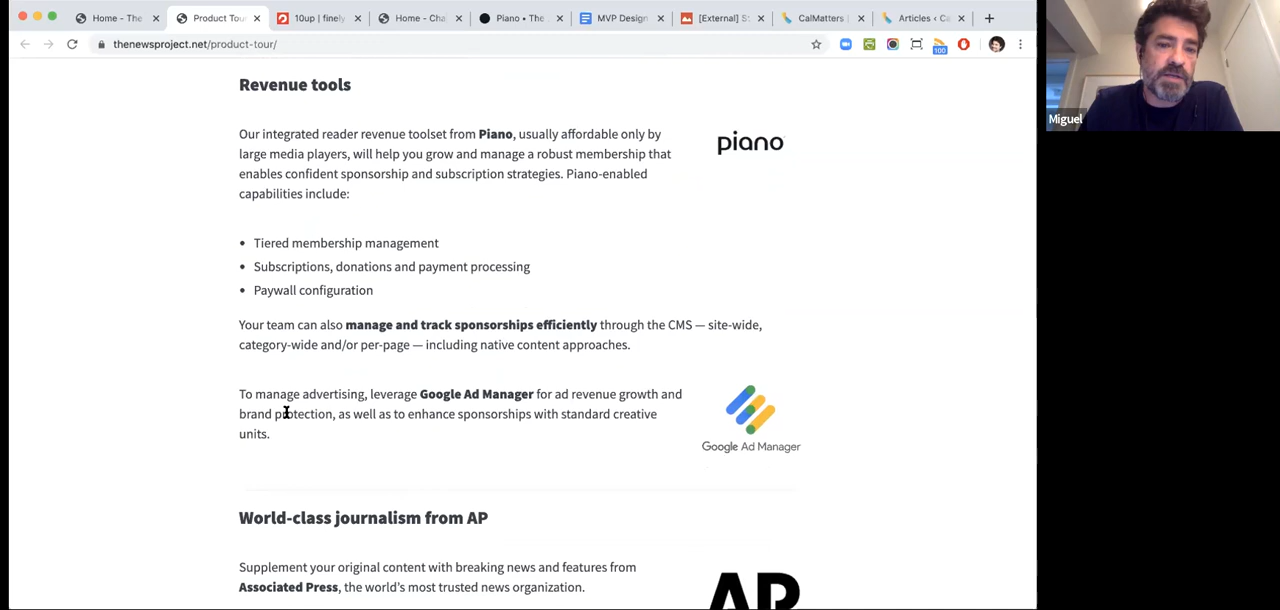 Home - The
Product Tou
10up | finely
Home - Cha
Piano • The
MVP Design
[External] S
CalMatters |
Articles ‹ Ca
thenewsproject.net/product-tour/
100
Miguel
Revenue tools
Our integrated reader revenue toolset from Piano, usually affordable only by
large media players, will help you grow and manage a robust membership that
enables confident sponsorship and subscription strategies. Piano-enabled
capabilities include:
piano
• Tiered membership management
• Subscriptions, donations and payment processing
• Paywall configuration
Your team can also manage and track sponsorships efficiently through the CMS — site-wide,
category-wide and/or per-page — including native content approaches.
To manage advertising, leverage Google Ad Manager for ad revenue growth and
brand protection, as well as to enhance sponsorships with standard creative
units.
Google Ad Manager
World-class journalism from AP
Supplement your original content with breaking news and features from
Associated Press, the world's most trusted news organization.
AP